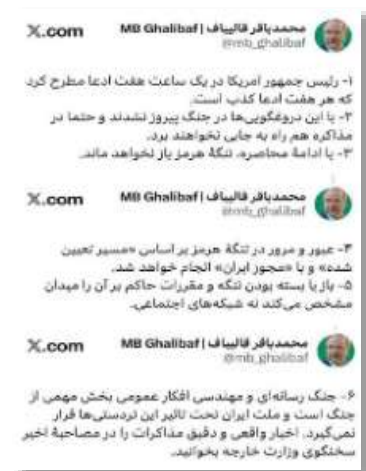 X.com
محمدباقر قالیباف | MB Ghalibaf
@mb_ghalibaf
۱- رئیس جمهور امریکا در یک ساعت هفت ادعا مطرح کرد
که هر هفت ادعا کذب است.
۲- با این دروغگویی‌ها در جنگ پیروز نشدند و حتما در
مذاکره هم راه به جایی نخواهند برد.
۳- با ادامهٔ محاصره، تنگهٔ هرمز باز نخواهد ماند.
X.com
محمدباقر قالیباف | MB Ghalibaf
@mb_ghalibaf
۴- عبور و مرور در تنگهٔ هرمز بر اساس «مسیر تعیین
شده» و با «مجوز ایران» انجام خواهد شد.
۵- باز یا بسته بودن تنگه و مقررات حاکم بر آن را میدان
مشخص می‌کند نه شبکه‌های اجتماعی.
X.com
محمدباقر قالیباف | MB Ghalibaf
@mb_ghalibaf
۶- جنگ رسانه‌ای و مهندسی افکار عمومی بخش مهمی از
جنگ است و ملت ایران تحت تاثیر این تردستی‌ها قرار
نمی‌گیرد. اخبار واقعی و دقیق مذاکرات را در مصاحبهٔ اخیر
سخنگوی وزارت خارجه بخوانید.